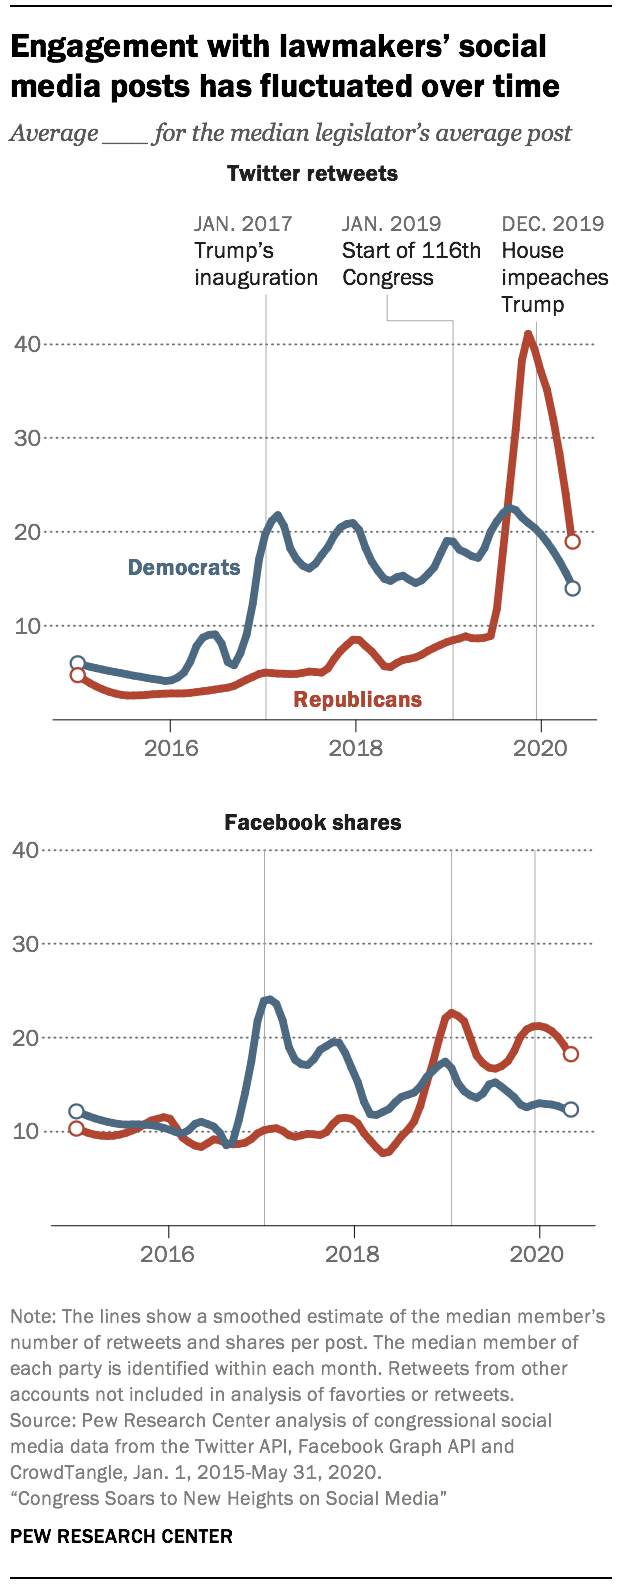 Engagement with lawmakers’ social
media posts has fluctuated over time
Average ____ for the median legislator’s average post
Twitter retweets
JAN. 2017
Trump’s
inauguration
JAN. 2019
Start of 116th
Congress
DEC. 2019
House
impeaches
Trump
40
30
20
10
Democrats
Republicans
2016
2018
2020
Facebook shares
40
30
20
10
2016
2018
2020
Note: The lines show a smoothed estimate of the median member’s
number of retweets and shares per post. The median member of
each party is identified within each month. Retweets from other
accounts not included in analysis of favorties or retweets.
Source: Pew Research Center analysis of congressional social
media data from the Twitter API, Facebook Graph API and
CrowdTangle, Jan. 1, 2015-May 31, 2020.
“Congress Soars to New Heights on Social Media”
PEW RESEARCH CENTER